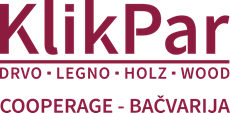 KlikPar
DRVO ▪ LEGNO ▪ HOLZ ▪ WOOD
COOPERAGE - BAČVARIJA